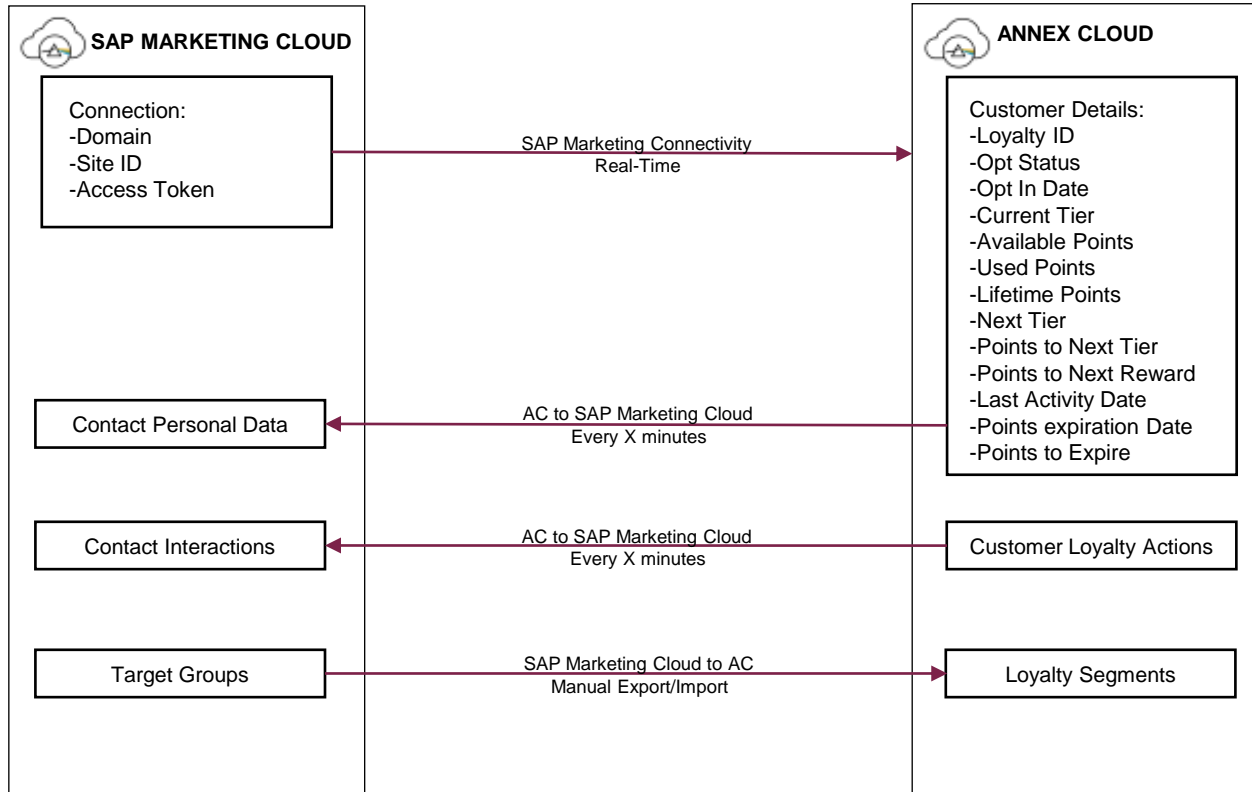 SAP MARKETING CLOUD
Connection:
-Domain
-Site ID
-Access Token
SAP Marketing Connectivity
Real-Time
ANNEX CLOUD
Customer Details:
-Loyalty ID
-Opt Status
-Opt In Date
-Current Tier
-Available Points
-Used Points
-Lifetime Points
-Next Tier
-Points to Next Tier
-Points to Next Reward
-Last Activity Date
-Points expiration Date
-Points to Expire
Contact Personal Data
AC to SAP Marketing Cloud
Every X minutes
Contact Interactions
AC to SAP Marketing Cloud
Every X minutes
Customer Loyalty Actions
Target Groups
SAP Marketing Cloud to AC
Manual Export/Import
Loyalty Segments